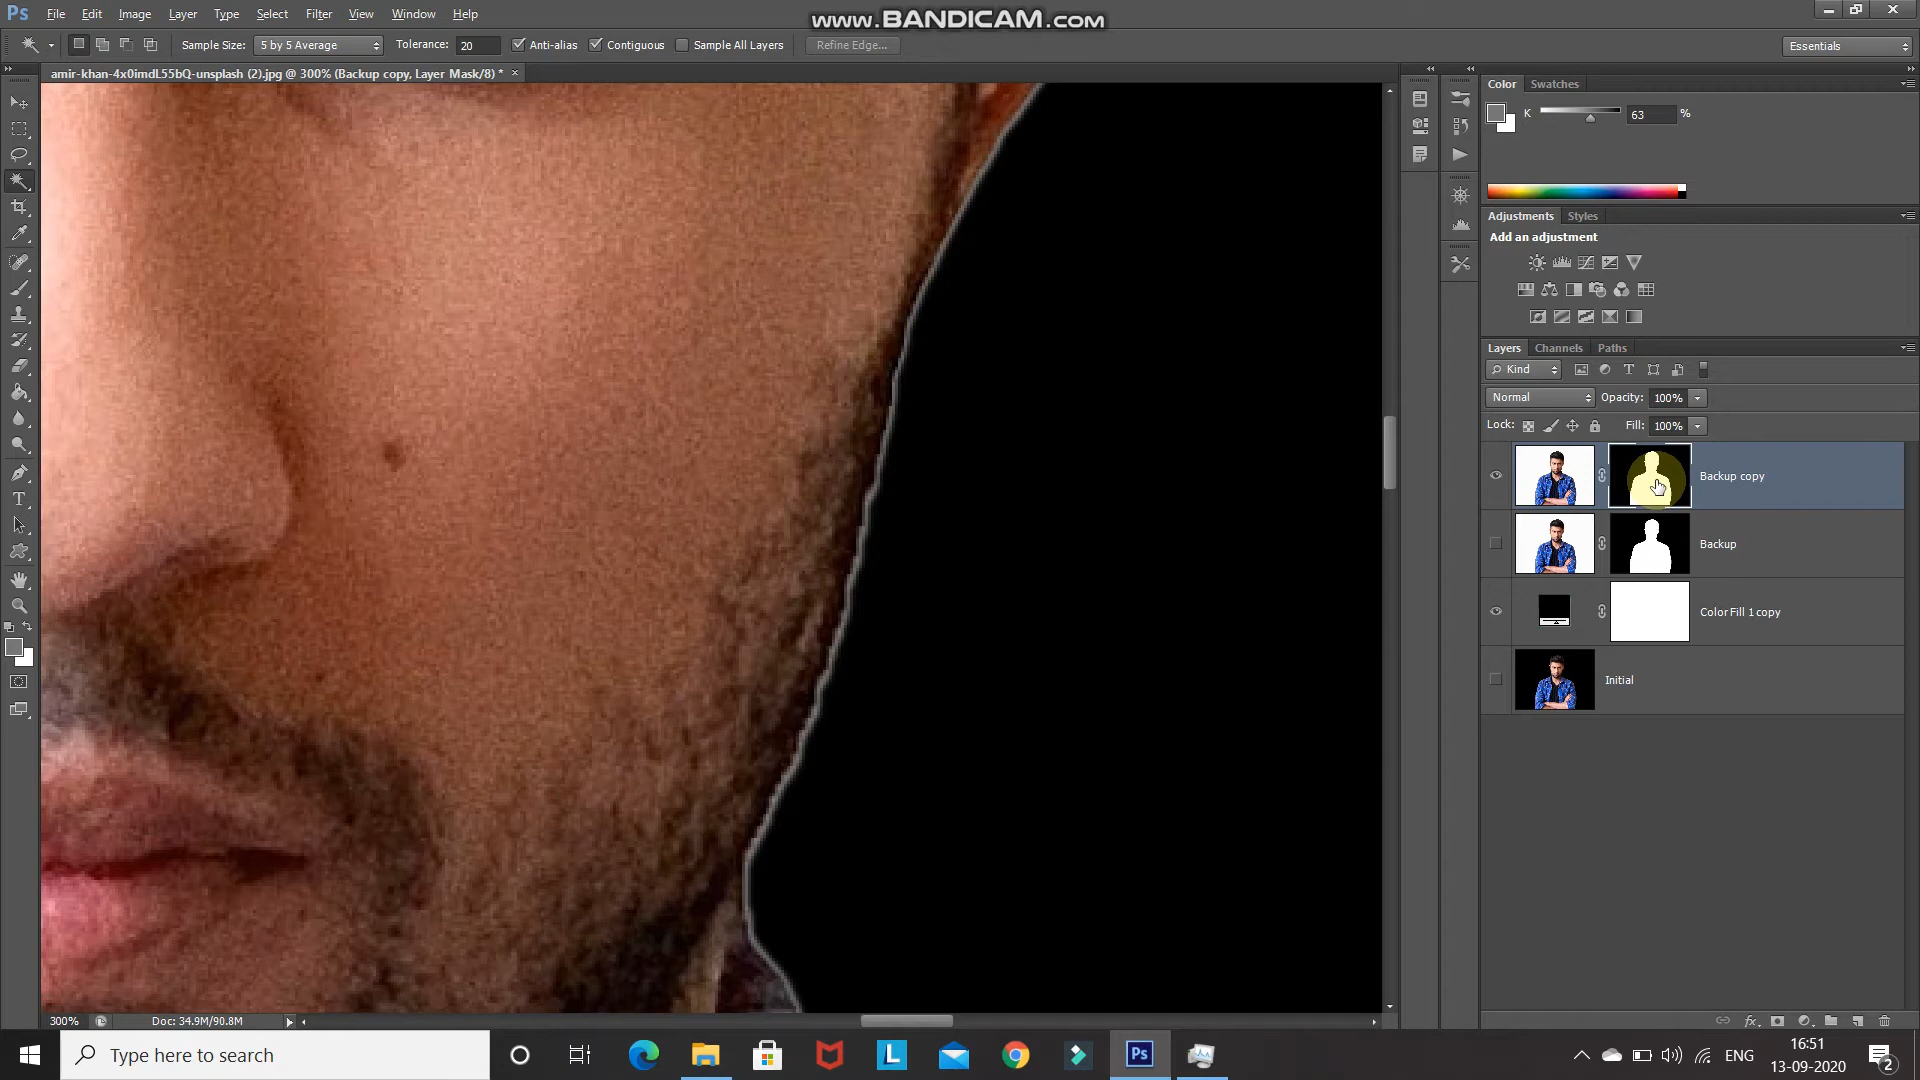 Ps File Edit Image Layer Type Select Filter View Window Help
www.BANDICAM.com
Sample Size: 5 by 5 Average Tolerance: 20 Anti-alias Contiguous Sample All Layers Refine Edge... Essentials
amir-khan-4x0imdL55bQ-unsplash (2).jpg @ 300% (Backup copy, Layer Mask/8) *
Color Swatches
K 63 %
Adjustments Styles
Add an adjustment
Layers Channels Paths
Kind
Normal Opacity: 100%
Lock: Fill: 100%
Backup copy
Backup
Color Fill 1 copy
Initial
300% Doc: 34.9M/90.8M
Type here to search
L
Ps
ENG
16:51
13-09-2020
2